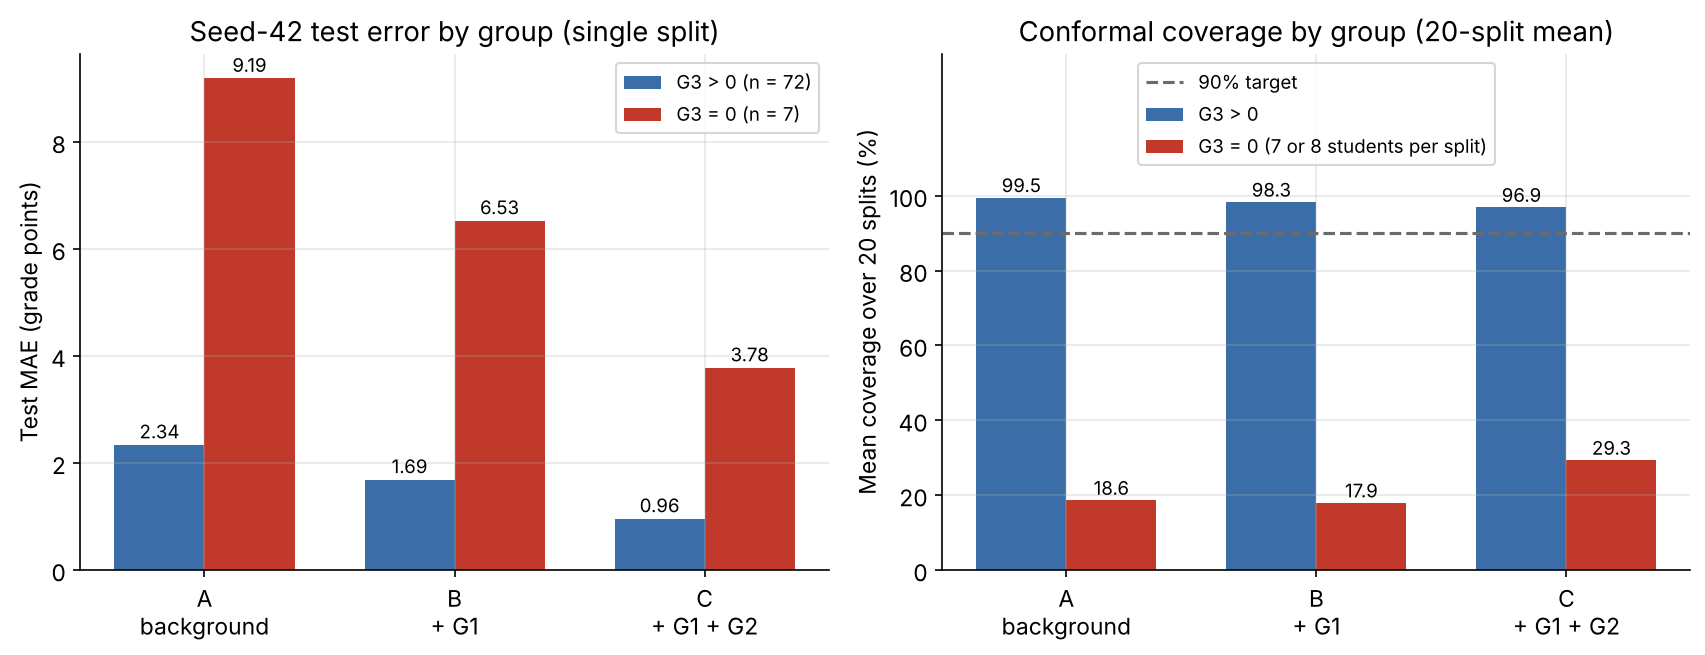 Seed-42 test error by group (single split)
Test MAE (grade points)
8
6
4
2
0
9.19
6.53
3.78
2.34
1.69
0.96
G3 > 0 (n = 72)
G3 = 0 (n = 7)
A
background
B
+ G1
C
+ G1 + G2
Conformal coverage by group (20-split mean)
Mean coverage over 20 splits (%)
100
80
60
40
20
0
90% target
G3 > 0
G3 = 0 (7 or 8 students per split)
99.5
98.3
96.9
18.6
17.9
29.3
A
background
B
+ G1
C
+ G1 + G2